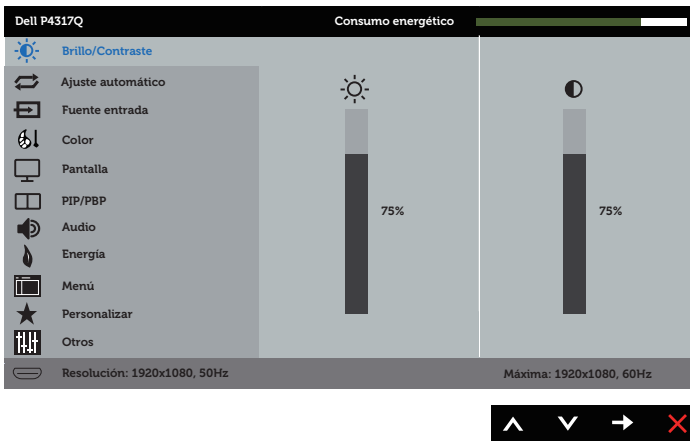 Dell P4317Q Consumo energético
Brillo/Contraste
Ajuste automático
Fuente entrada
Color
Pantalla
PIP/PBP
Audio
Energía
Menú
Personalizar
Otros
75% 75%
Resolución: 1920x1080, 50Hz Máxima: 1920x1080, 60Hz